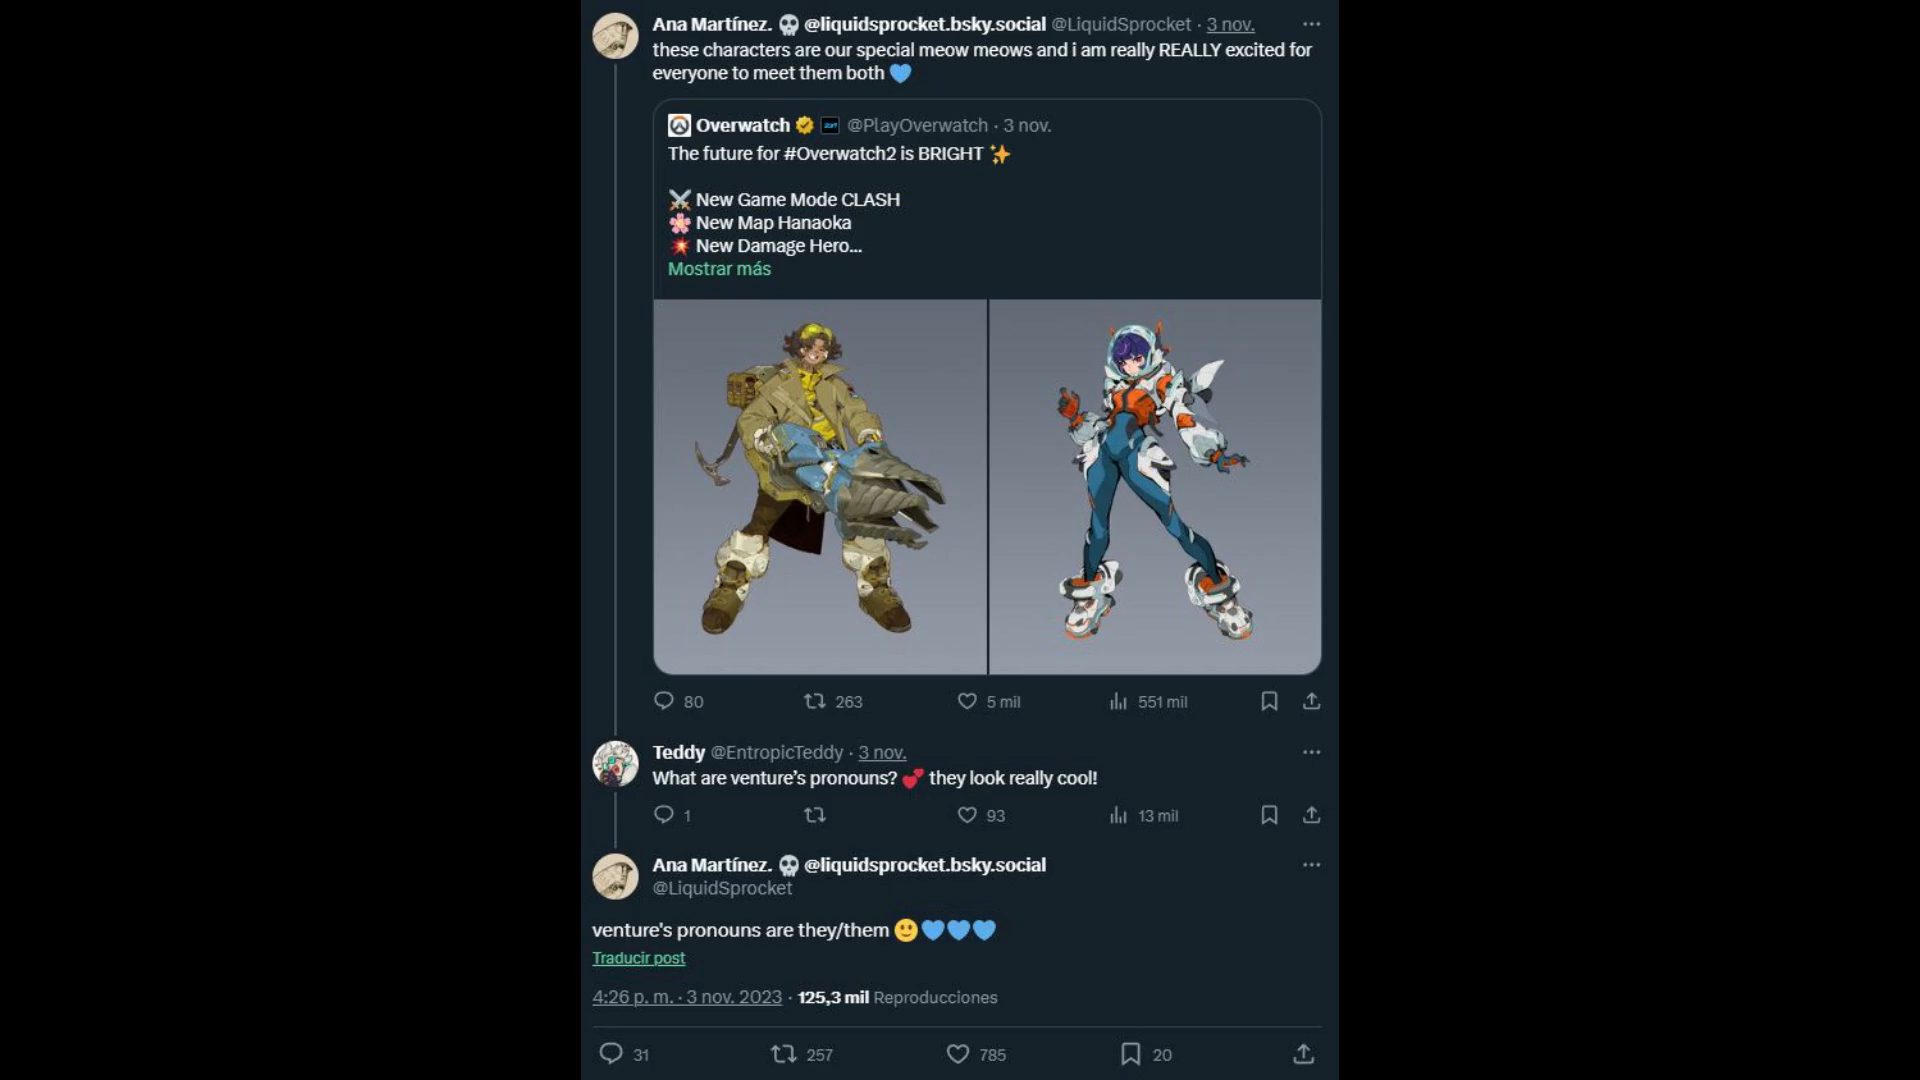 Ana Martínez. 💀 @liquidsprocket.bsky.social @LiquidSprocket · 3 nov.
these characters are our special meow meows and i am really REALLY excited for
everyone to meet them both 💙
Overwatch @PlayOverwatch · 3 nov.
The future for #Overwatch2 is BRIGHT ✨
⚔️ New Game Mode CLASH
🌸 New Map Hanaoka
💥 New Damage Hero...
Mostrar más
80 263 5 mil 551 mil
Teddy @EntropicTeddy · 3 nov.
What are venture’s pronouns? 💕 they look really cool!
1 93 13 mil
Ana Martínez. 💀 @liquidsprocket.bsky.social
@LiquidSprocket
venture’s pronouns are they/them 🙂💙💙💙
Traducir post
4:26 p. m. · 3 nov. 2023 · 125,3 mil Reproducciones
31 257 785 20